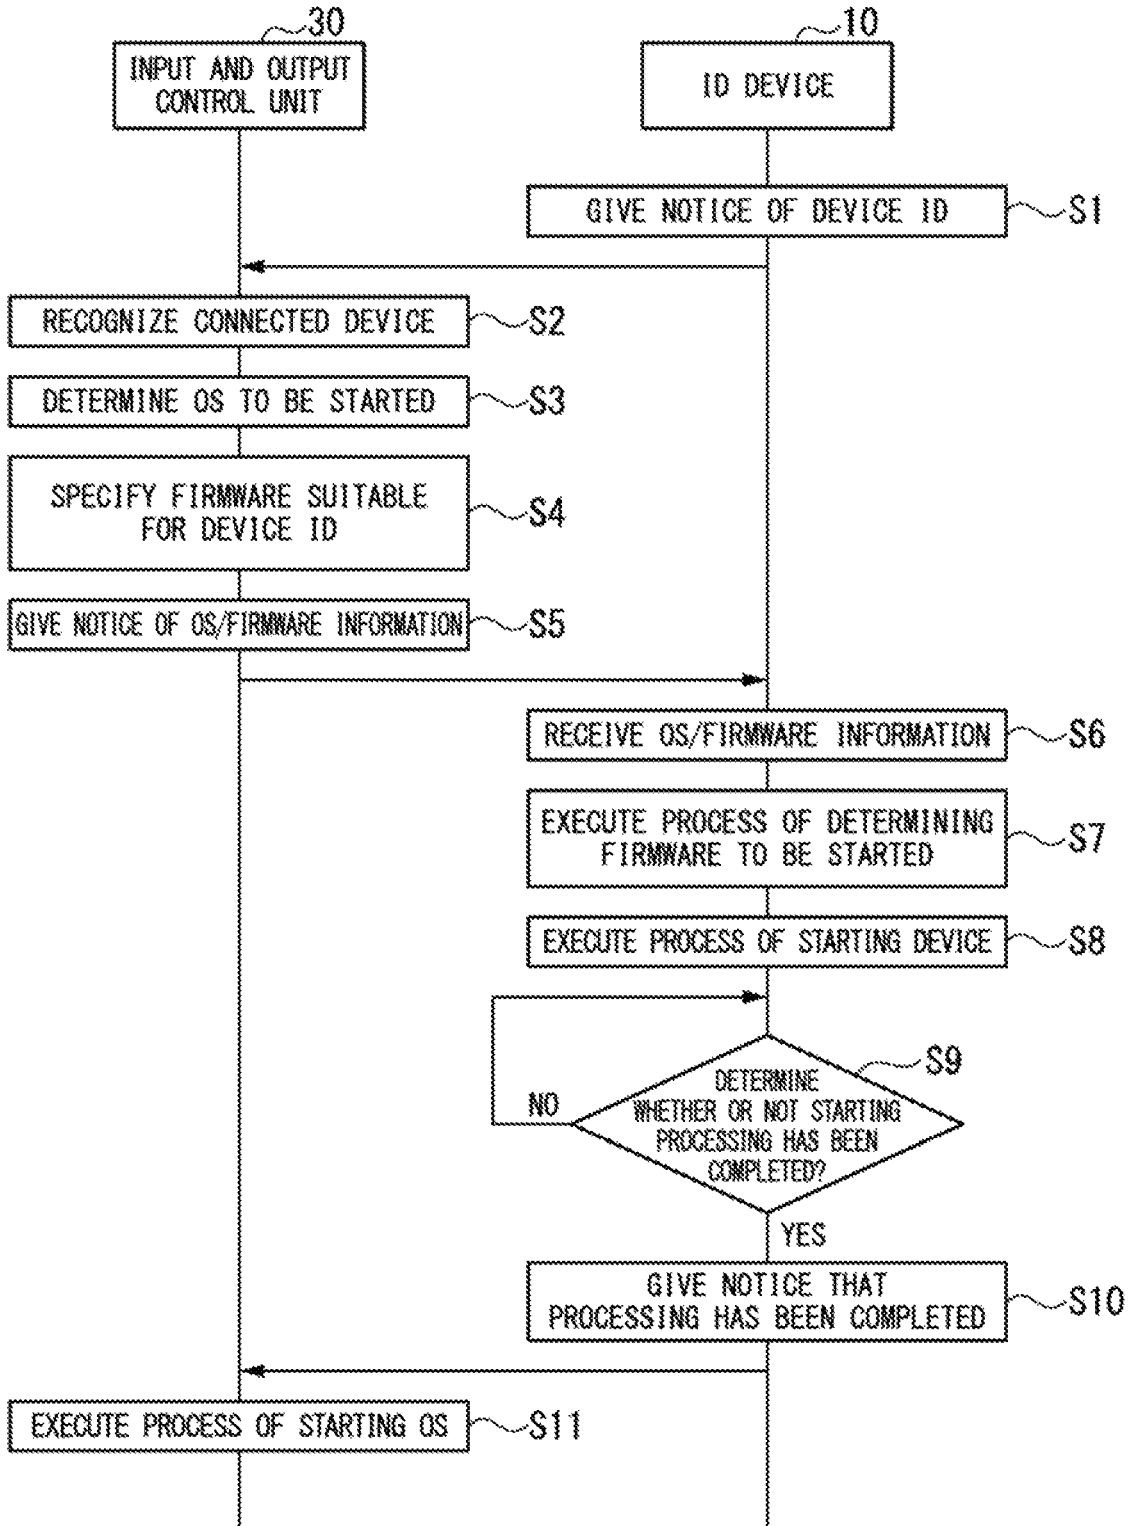 30
INPUT AND OUTPUT
CONTROL UNIT
10
ID DEVICE
GIVE NOTICE OF DEVICE ID
S1
RECOGNIZE CONNECTED DEVICE
S2
DETERMINE OS TO BE STARTED
S3
SPECIFY FIRMWARE SUITABLE
FOR DEVICE ID
S4
GIVE NOTICE OF OS/FIRMWARE INFORMATION
S5
RECEIVE OS/FIRMWARE INFORMATION
S6
EXECUTE PROCESS OF DETERMINING
FIRMWARE TO BE STARTED
S7
EXECUTE PROCESS OF STARTING DEVICE
S8
S9
DETERMINE
WHETHER OR NOT STARTING
PROCESSING HAS BEEN
COMPLETED?
NO
YES
GIVE NOTICE THAT
PROCESSING HAS BEEN COMPLETED
S10
EXECUTE PROCESS OF STARTING OS
S11